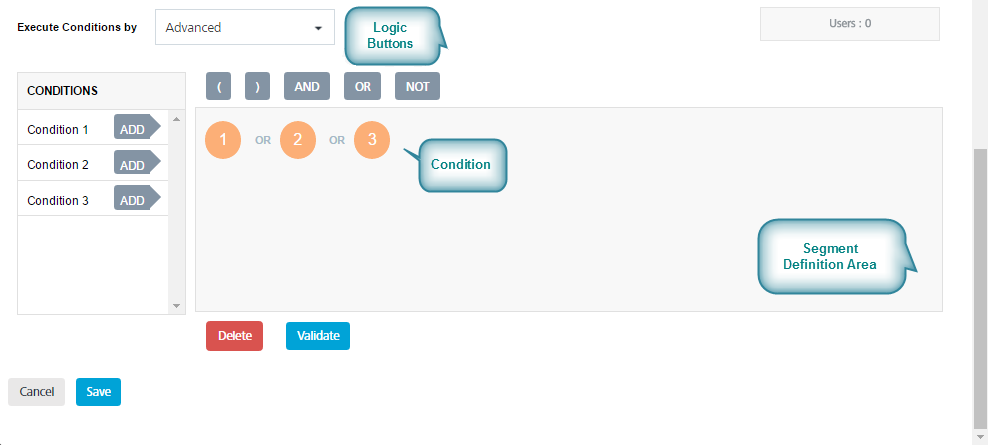 Execute Conditions by
Advanced
Logic
Buttons
Users : 0
CONDITIONS
( ) AND OR NOT
Condition 1 ADD
Condition 2 ADD
Condition 3 ADD
1 OR 2 OR 3
Condition
Segment
Definition Area
Delete Validate
Cancel Save